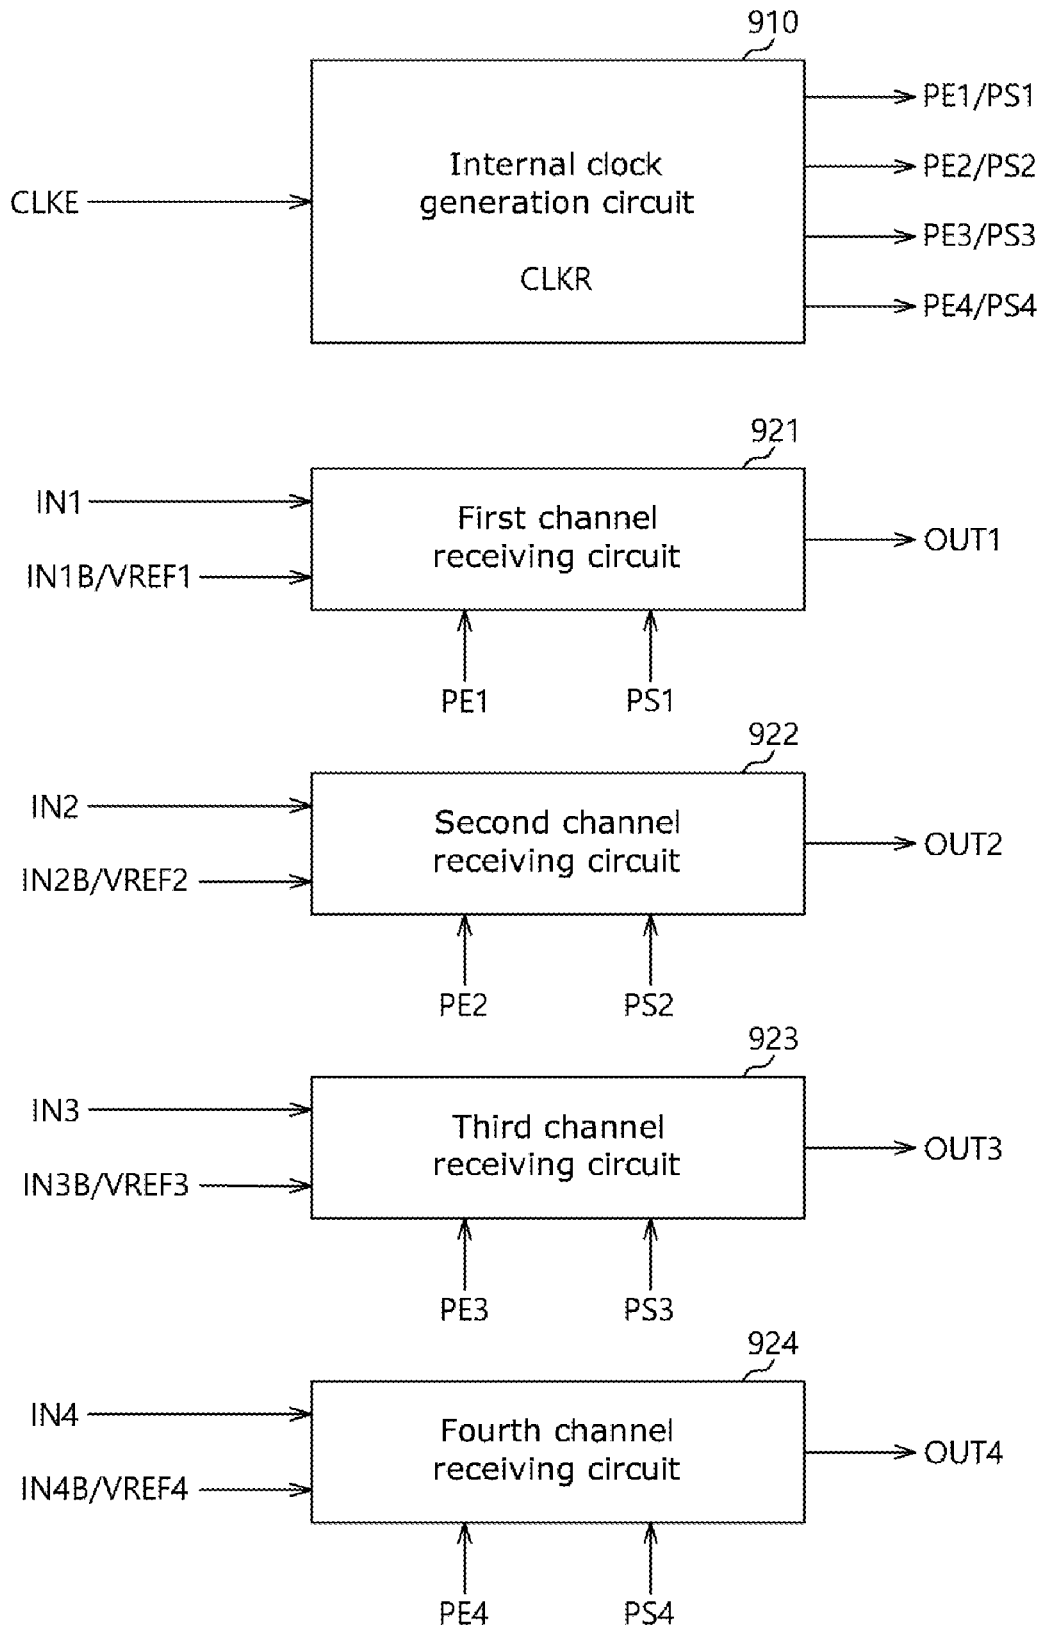 910
Internal clock
generation circuit
CLKR
CLKE
PE1/PS1
PE2/PS2
PE3/PS3
PE4/PS4
921
IN1
IN1B/VREF1
First channel
receiving circuit
OUT1
PE1
PS1
922
IN2
IN2B/VREF2
Second channel
receiving circuit
OUT2
PE2
PS2
923
IN3
IN3B/VREF3
Third channel
receiving circuit
OUT3
PE3
PS3
924
IN4
IN4B/VREF4
Fourth channel
receiving circuit
OUT4
PE4
PS4